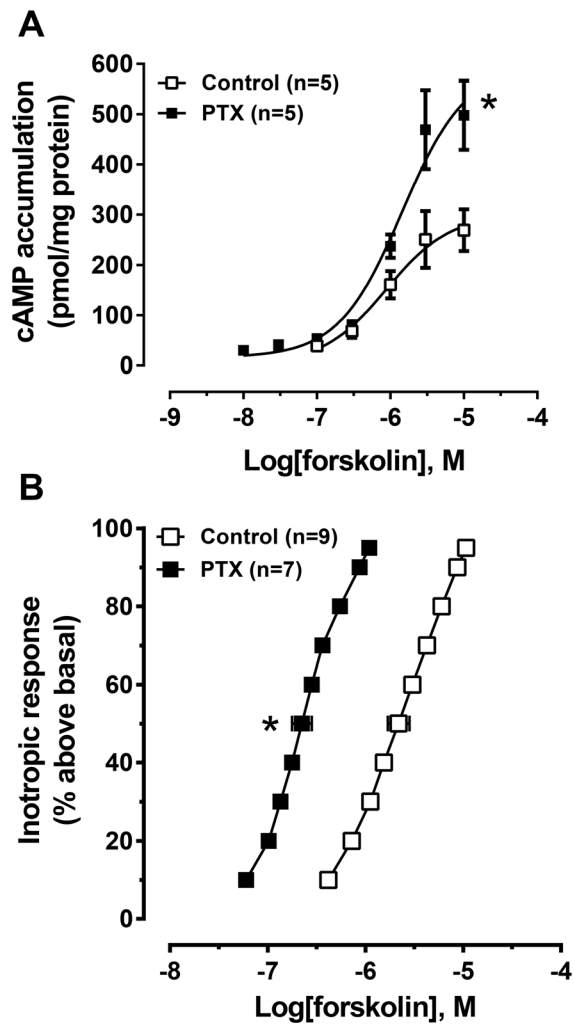 A
600
500
400
300
200
100
0
cAMP accumulation
(pmol/mg protein)
Control (n=5)
PTX (n=5)
*
-9 -8 -7 -6 -5 -4
Log[forskolin], M
B
100
80
60
40
20
0
Inotropic response
(% above basal)
Control (n=9)
PTX (n=7)
*
-8 -7 -6 -5 -4
Log[forskolin], M